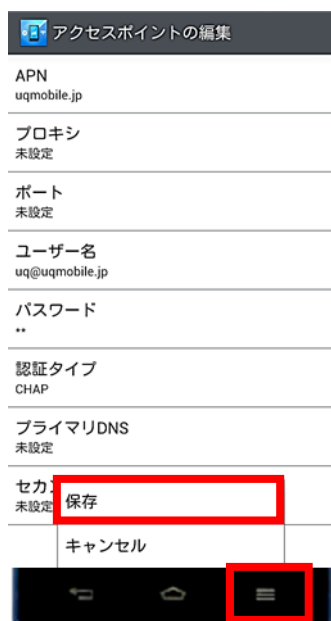 アクセスポイントの編集
APN
uqmobile.jp
プロキシ
未設定
ポート
未設定
ユーザー名
uq@uqmobile.jp
パスワード
**
認証タイプ
CHAP
プライマリDNS
未設定
セカン
未設定
保存
キャンセル